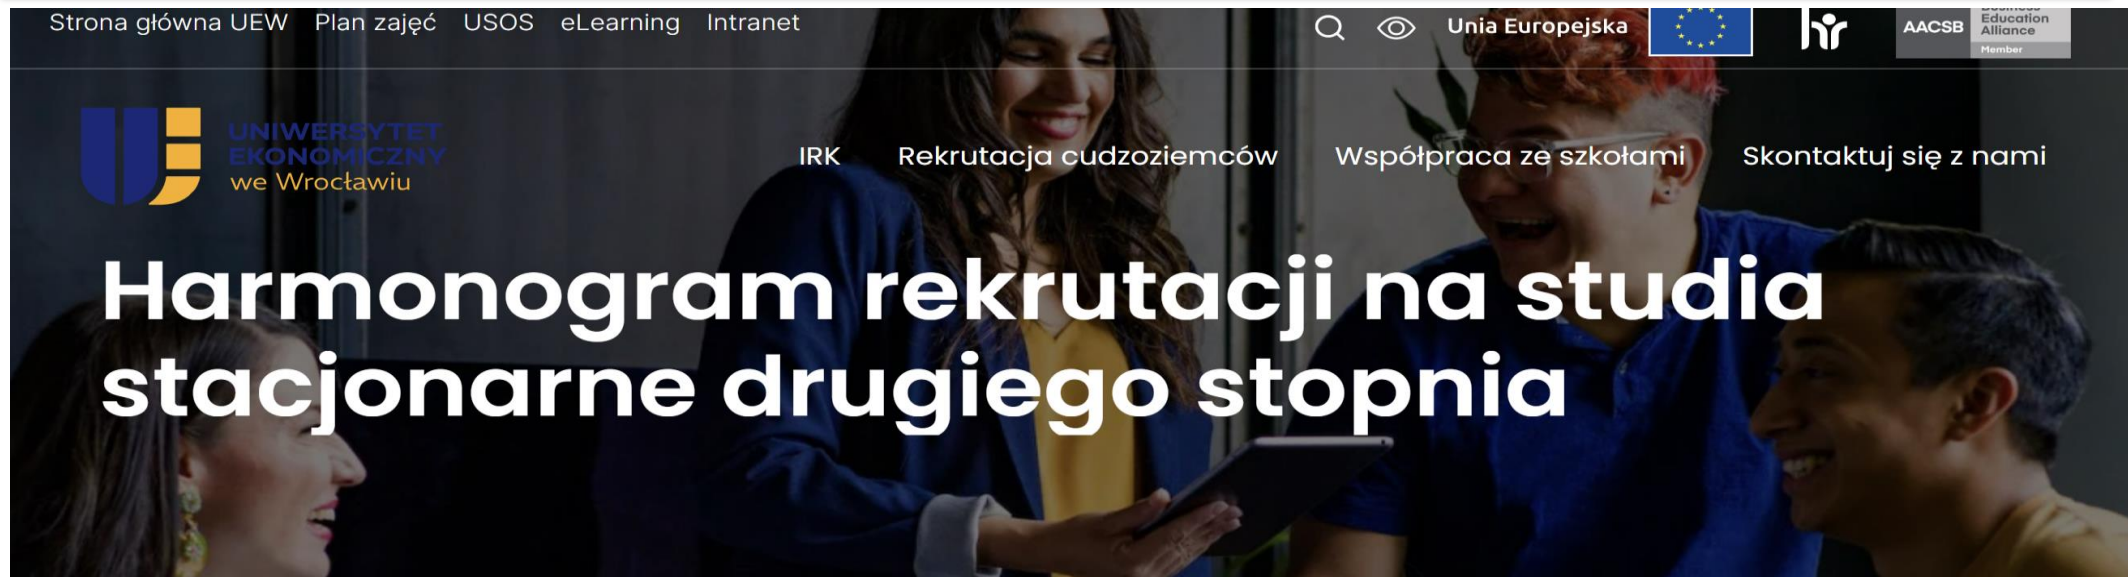 Strona główna UEW Plan zajęć USOS eLearning Intranet
Unia Europejska
AACSB
Business
Education
Alliance
Member
UNIWERSYTET
EKONOMICZNY
we Wrocławiu
IRK Rekrutacja cudzoziemców Współpraca ze szkołami Skontaktuj się z nami
Harmonogram rekrutacji na studia
stacjonarne drugiego stopnia